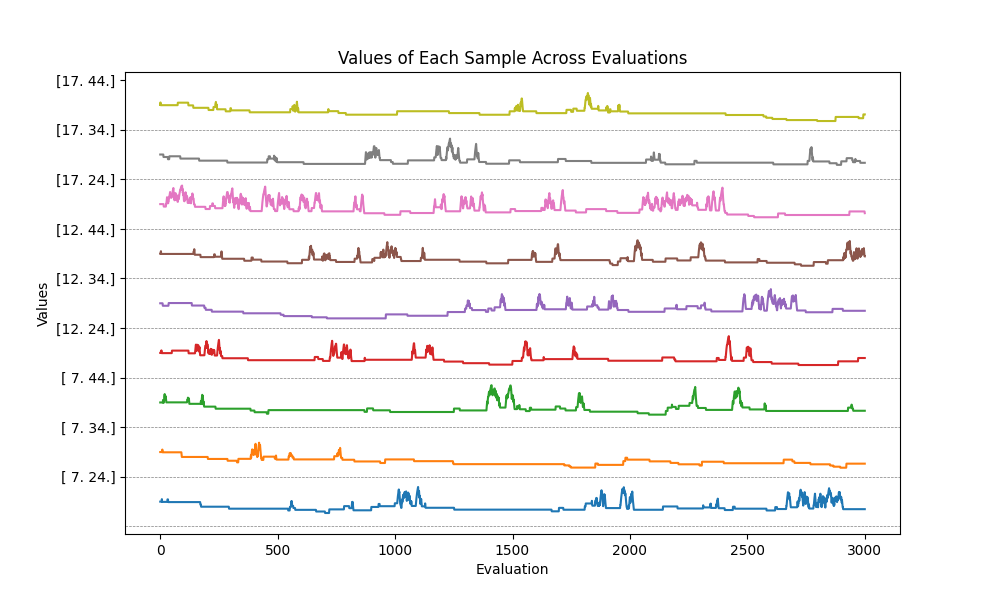 Values of Each Sample Across Evaluations
[17. 44.]
[17. 34.]
[17. 24.]
[12. 44.]
[12. 34.]
[12. 24.]
[ 7. 44.]
[ 7. 34.]
[ 7. 24.]
Values
0 500 1000 1500 2000 2500 3000
Evaluation